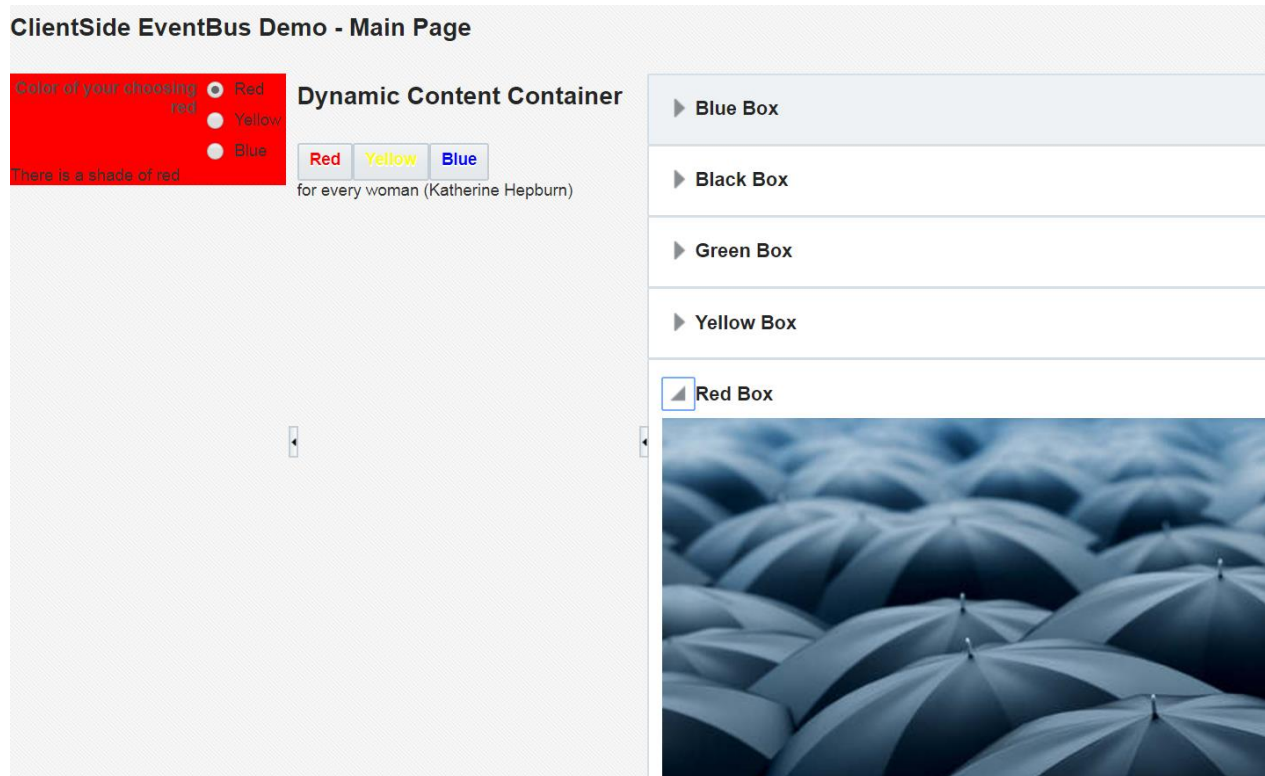 ClientSide EventBus Demo - Main Page
Color of your choosing
red
Red
Yellow
Blue
There is a shade of red
Dynamic Content Container
Red Yellow Blue
for every woman (Katherine Hepburn)
Blue Box
Black Box
Green Box
Yellow Box
Red Box